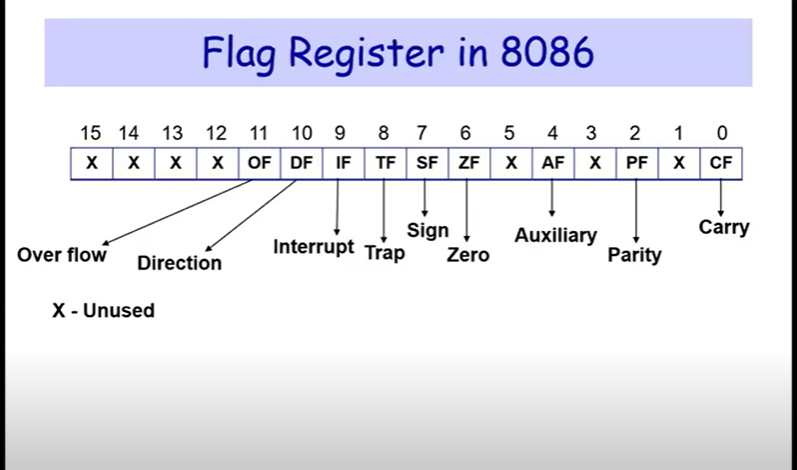 Flag Register in 8086
15 14 13 12 11 10 9 8 7 6 5 4 3 2 1 0
X X X X OF DF IF TF SF ZF X AF X PF X CF
Over flow Direction Interrupt Trap Sign Zero Auxiliary Parity Carry
X - Unused